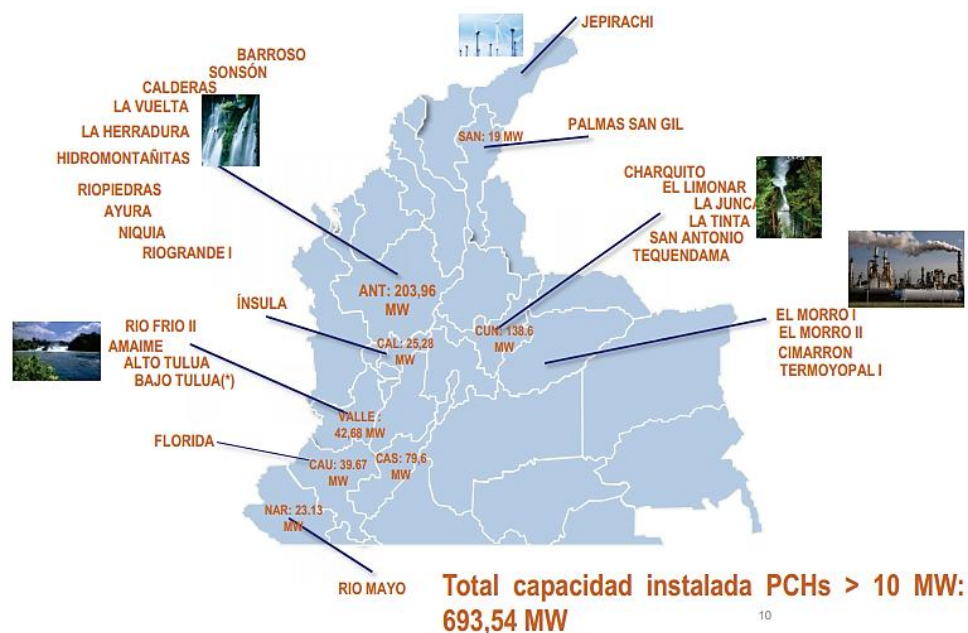 JEPIRACHI
BARROSO
SONSÓN
CALDERAS
LA VUELTA
LA HERRADURA
HIDROMONTAÑITAS
RIOPIEDRAS
AYURA
NIQUIA
RIOGRANDE I
SAN: 19 MW
PALMAS SAN GIL
CHARQUITO
EL LIMONAR
LA JUNCA
LA TINTA
SAN ANTONIO
TEQUENDAMA
ANT: 203,96
MW
ÍNSULA
CAL: 25,28
MW
CUN: 138.6
MW
EL MORRO I
EL MORRO II
CIMARRON
TERMOYOPAL I
RIO FRIO II
AMAIME
ALTO TULUA
BAJO TULUA(*)
VALLE :
42,68 MW
FLORIDA
CAU: 39.67
MW
CAS: 79,6
MW
NAR: 23.13
MW
RIO MAYO
Total capacidad instalada PCHs > 10 MW:
693,54 MW
10